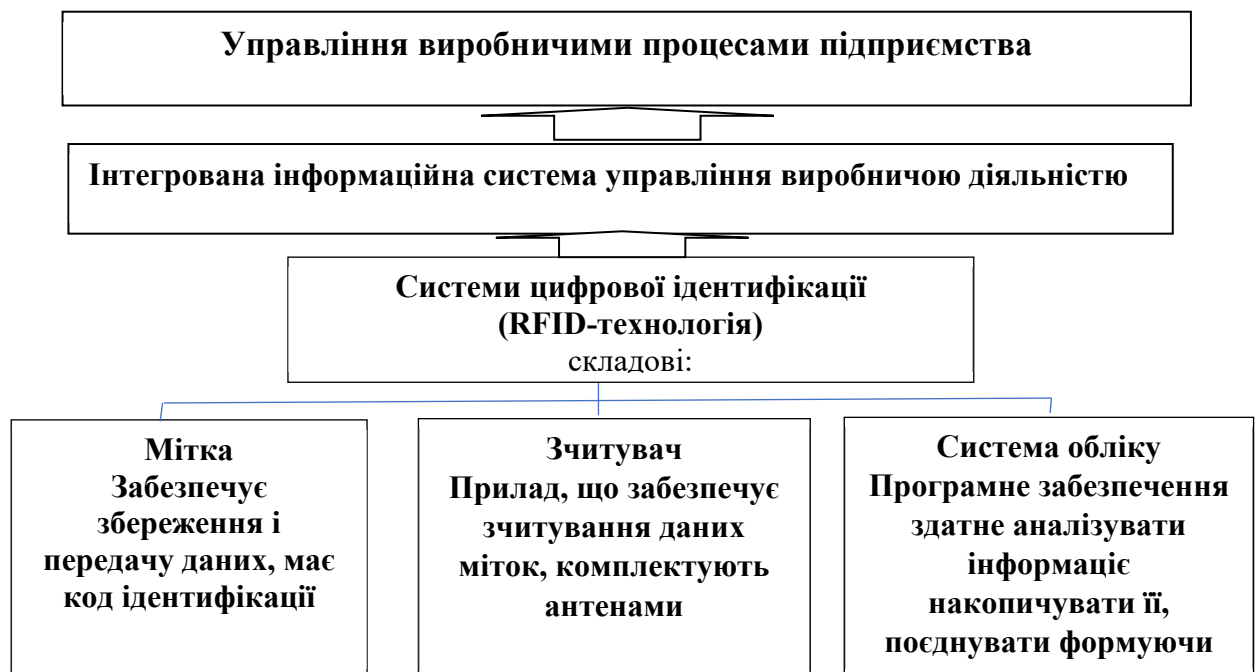 Управління виробничими процесами підприємства
Інтегрована інформаційна система управління виробничою діяльністю
Системи цифрової ідентифікації
(RFID-технологія)
складові:
Мітка
Забезпечує
збереження і
передачу даних, має
код ідентифікації
Зчитувач
Прилад, що забезпечує
зчитування даних
міток, комплектують
антенами
Система обліку
Програмне забезпечення
здатне аналізувати
інформаціє
накопичувати її,
поєднувати формуючи